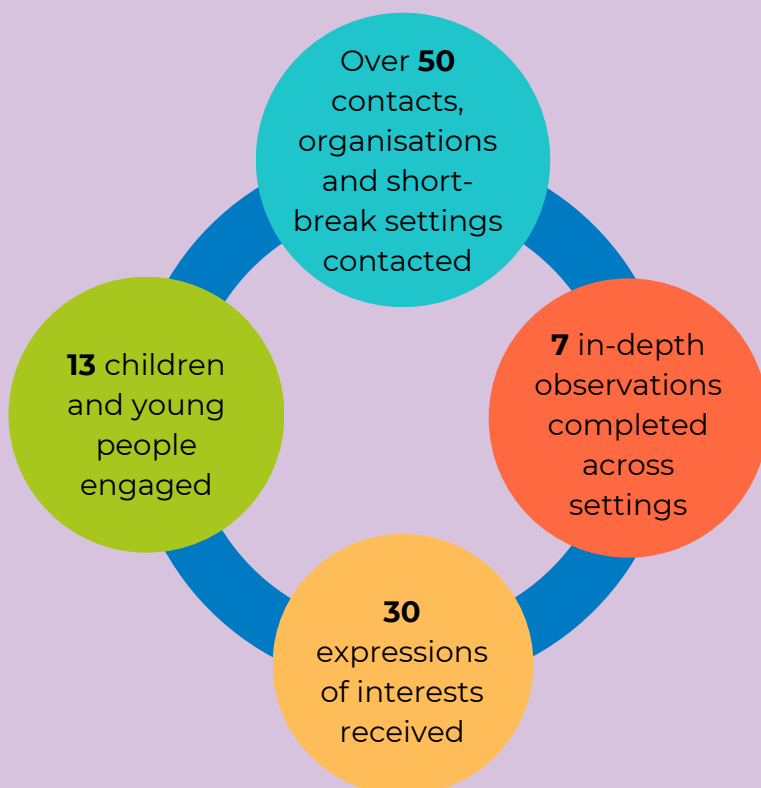 Over 50
contacts,
organisations
and short-
break settings
contacted
13 children
and young
people
engaged
7 in-depth
observations
completed
across
settings
30
expressions
of interests
received